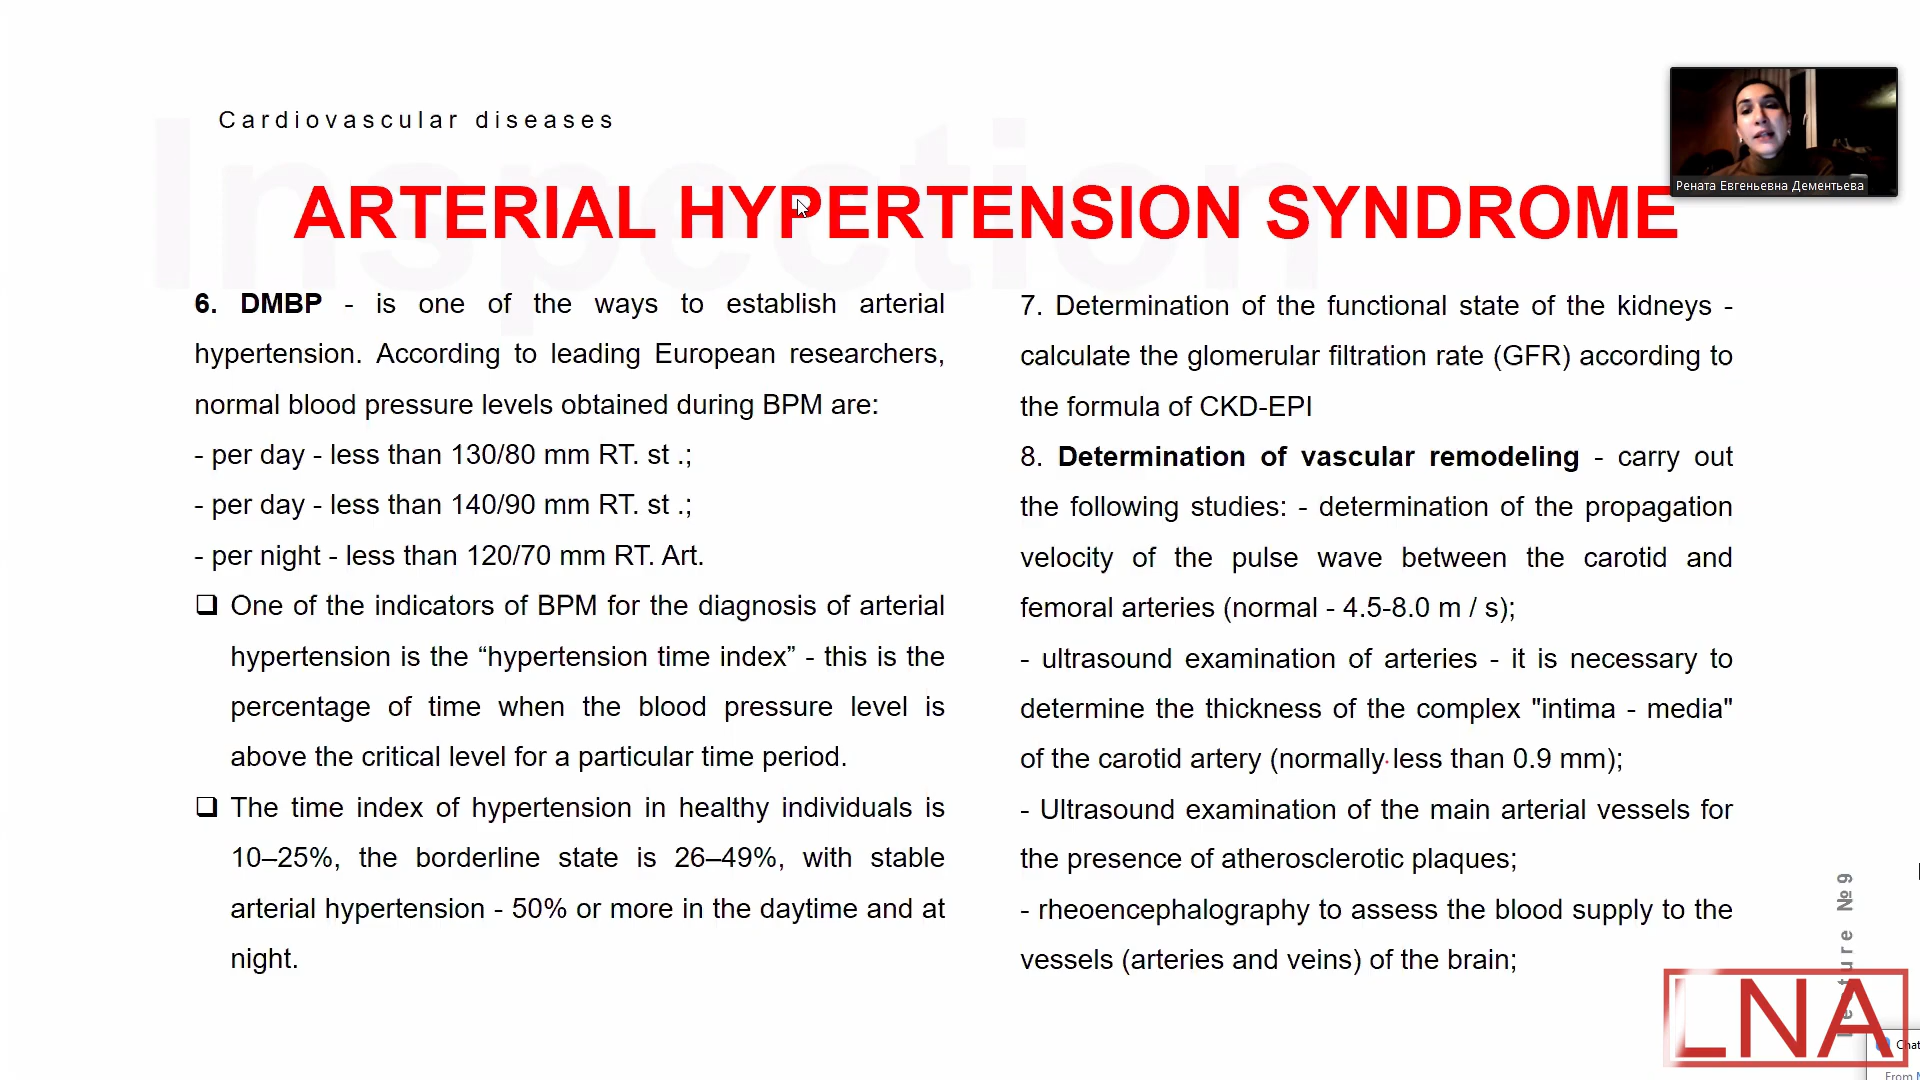 Cardiovascular diseases
Inspection
ARTERIAL HYPERTENSION SYNDROME
Рената Евгеньевна Дементьева
6. DMBP - is one of the ways to establish arterial
hypertension. According to leading European researchers,
normal blood pressure levels obtained during BPM are:
- per day - less than 130/80 mm RT. st .;
- per day - less than 140/90 mm RT. st .;
- per night - less than 120/70 mm RT. Art.
❑ One of the indicators of BPM for the diagnosis of arterial
hypertension is the “hypertension time index” - this is the
percentage of time when the blood pressure level is
above the critical level for a particular time period.
❑ The time index of hypertension in healthy individuals is
10–25%, the borderline state is 26–49%, with stable
arterial hypertension - 50% or more in the daytime and at
night.
7. Determination of the functional state of the kidneys -
calculate the glomerular filtration rate (GFR) according to
the formula of CKD-EPI
8. Determination of vascular remodeling - carry out
the following studies: - determination of the propagation
velocity of the pulse wave between the carotid and
femoral arteries (normal - 4.5-8.0 m / s);
- ultrasound examination of arteries - it is necessary to
determine the thickness of the complex "intima - media"
of the carotid artery (normally less than 0.9 mm);
- Ultrasound examination of the main arterial vessels for
the presence of atherosclerotic plaques;
- rheoencephalography to assess the blood supply to the
vessels (arteries and veins) of the brain;
Lecture №9
LNA
Chat
From